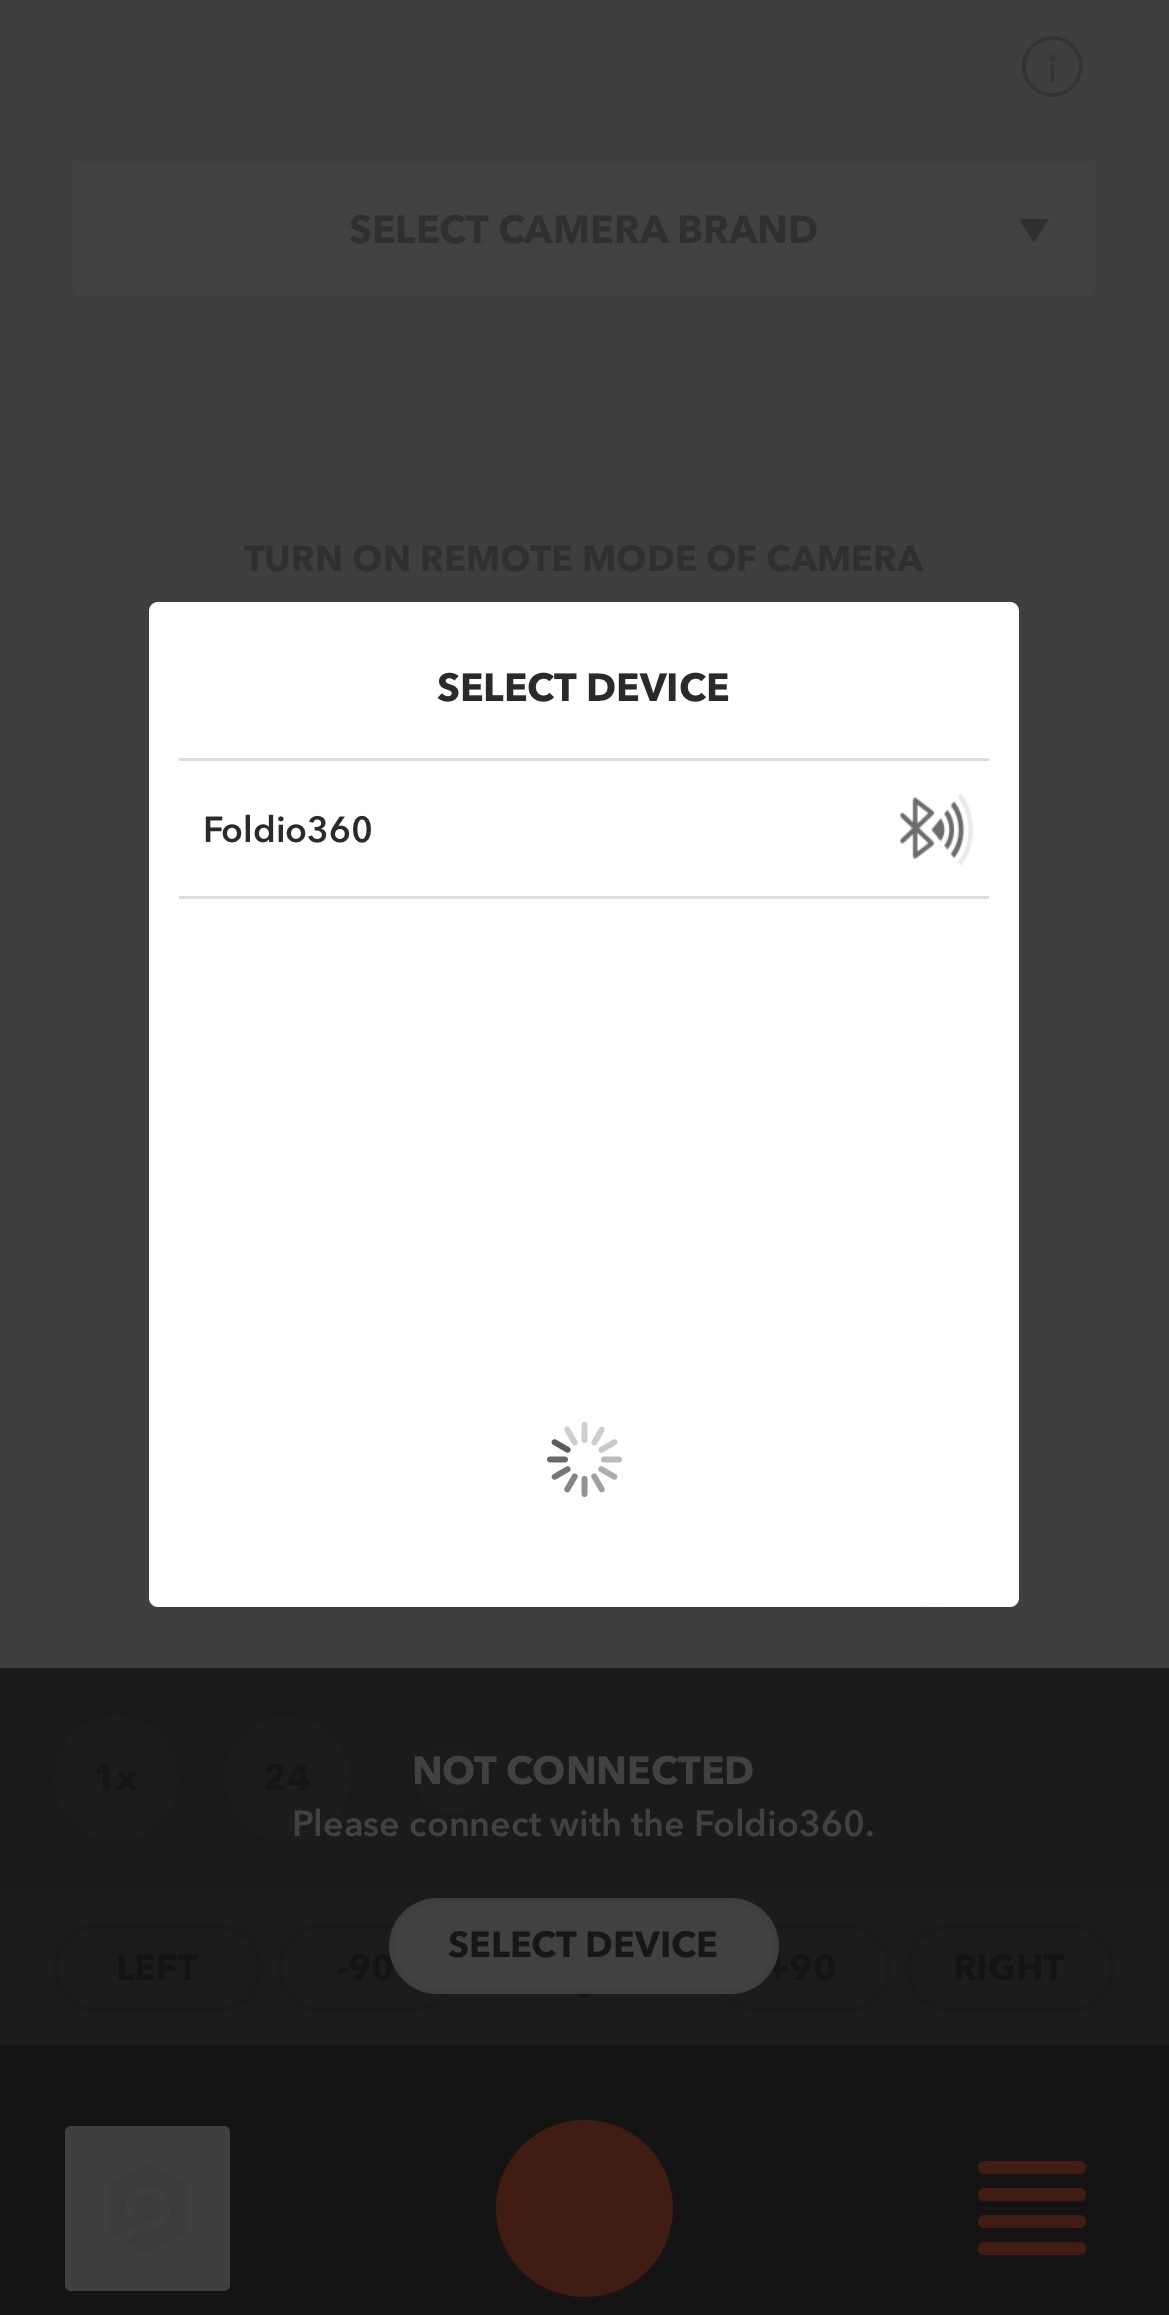 SELECT CAMERA BRAND
TURN ON REMOTE MODE OF CAMERA
SELECT DEVICE
Foldio360
1x
24
NOT CONNECTED
Please connect with the Foldio360.
SELECT DEVICE
LEFT
-90
+90
RIGHT